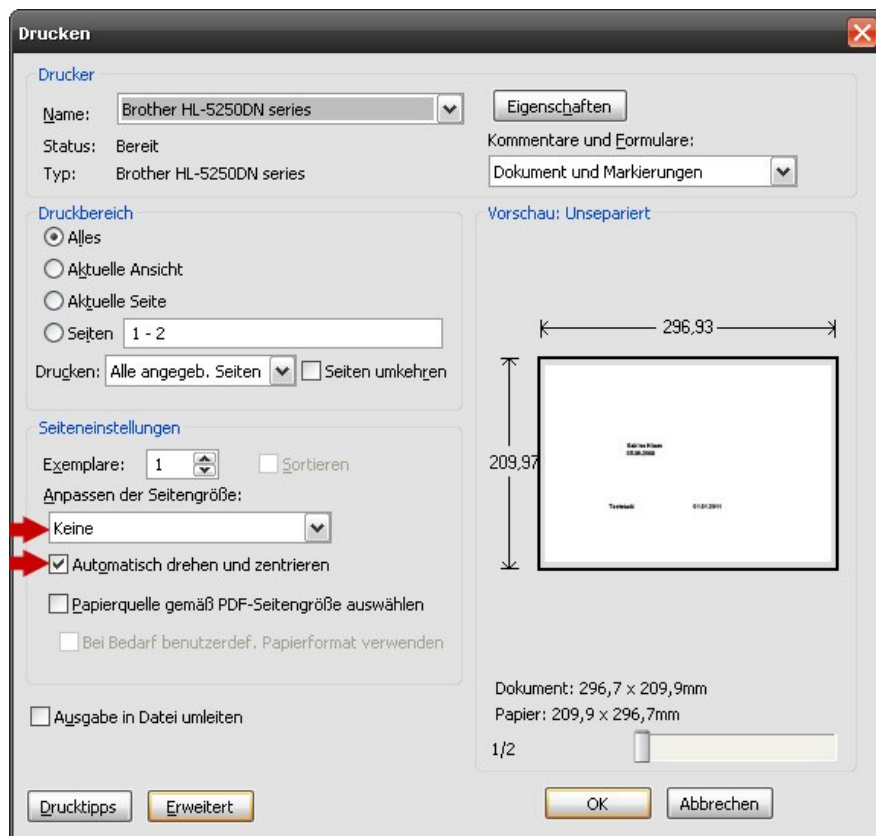 Drucken
Drucker
Name: Brother HL-5250DN series
Eigenschaften
Status: Bereit
Kommentare und Formulare:
Typ: Brother HL-5250DN series
Dokument und Markierungen
Druckbereich
Alles
Aktuelle Ansicht
Aktuelle Seite
Seiten 1 - 2
Drucken: Alle angegeb. Seiten Seiten umkehren
Seiteneinstellungen
Exemplare: 1 Sortieren
Anpassen der Seitengröße:
Keine
Automatisch drehen und zentrieren
Papierquelle gemäß PDF-Seitengröße auswählen
Bei Bedarf benutzerdef. Papierformat verwenden
Ausgabe in Datei umleiten
Drucktipps Erweitert
Vorschau: Unsepariert
296,93
209,97
01.01.2011
Dokument: 296,7 x 209,9mm
Papier: 209,9 x 296,7mm
1/2
OK Abbrechen